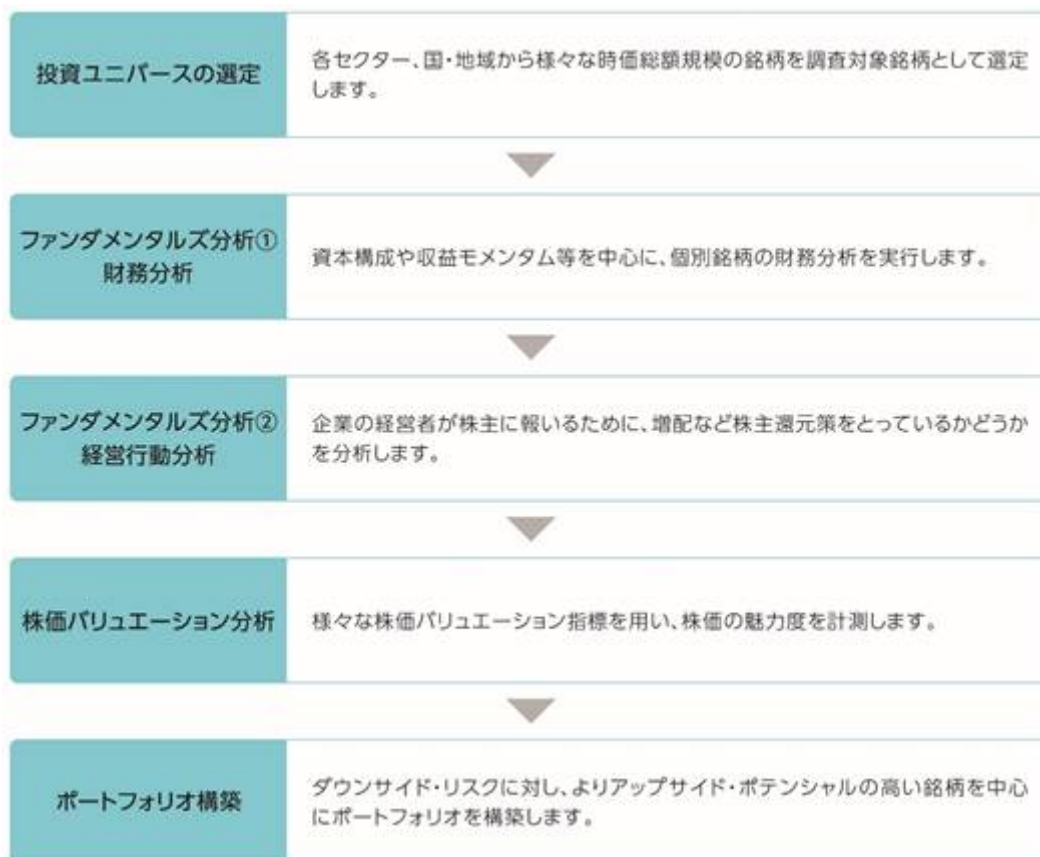 投資ユニバースの選定
各セクター、国・地域から様々な時価総額規模の銘柄を調査対象銘柄として選定
します。
ファンダメンタルズ分析①
財務分析
資本構成や収益モメンタム等を中心に、個別銘柄の財務分析を実行します。
ファンダメンタルズ分析②
経営行動分析
企業の経営者が株主に報いるために、増配など株主還元策をとっているかどうか
を分析します。
株価バリュエーション分析
様々な株価バリュエーション指標を用い、株価の魅力度を計測します。
ポートフォリオ構築
ダウンサイド・リスクに対し、よりアップサイド・ポテンシャルの高い銘柄を中心
にポートフォリオを構築します。